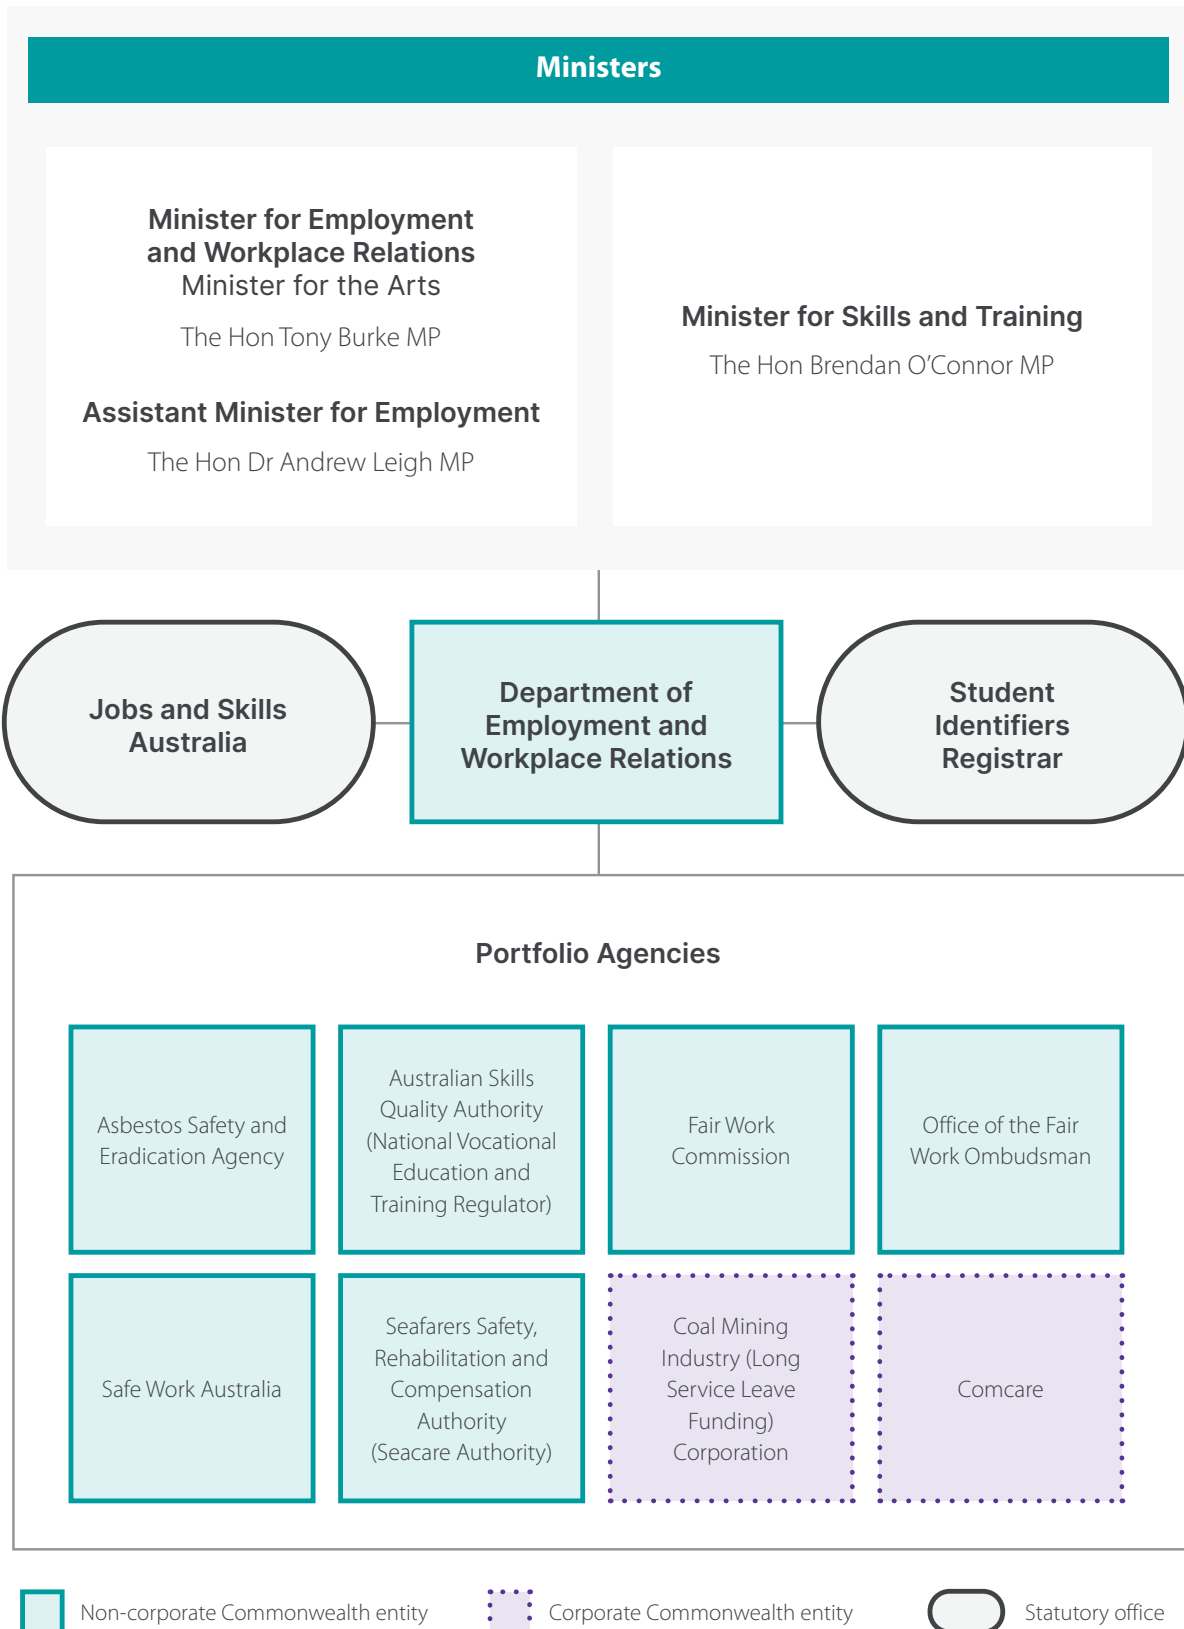 Ministers
Minister for Employment
and Workplace Relations
Minister for the Arts
The Hon Tony Burke MP
Assistant Minister for Employment
The Hon Dr Andrew Leigh MP
Minister for Skills and Training
The Hon Brendan O’Connor MP
Jobs and Skills
Australia
Department of
Employment and
Workplace Relations
Student
Identifiers
Registrar
Portfolio Agencies
Asbestos Safety and
Eradication Agency
Australian Skills
Quality Authority
(National Vocational
Education and
Training Regulator)
Fair Work
Commission
Office of the Fair
Work Ombudsman
Safe Work Australia
Seafarers Safety,
Rehabilitation and
Compensation
Authority
(Seacare Authority)
Coal Mining
Industry (Long
Service Leave
Funding)
Corporation
Comcare
Non-corporate Commonwealth entity
Corporate Commonwealth entity
Statutory office